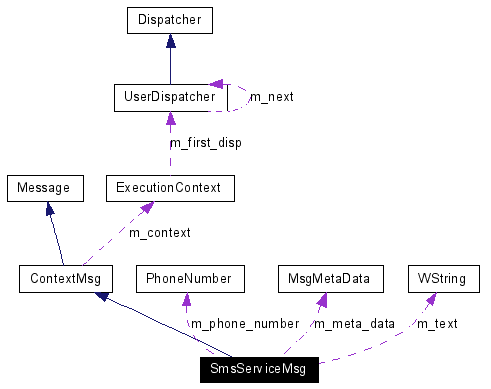 Dispatcher
UserDispatcher
m_next
m_first_disp
Message
ExecutionContext
m_context
ContextMsg
PhoneNumber
MsgMetaData
WString
m_phone_number
m_meta_data
m_text
SmsServiceMsg